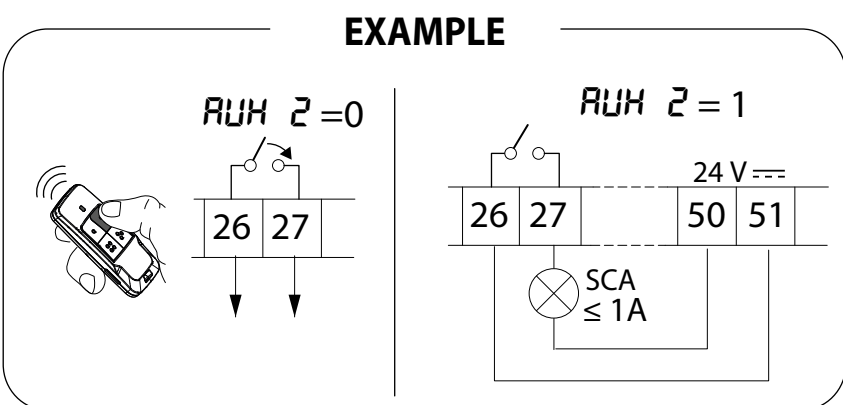 EXAMPLE
AUX 2 =0
26 27
AUX 2 = 1
24 V
26 27 50 51
SCA
≤ 1A